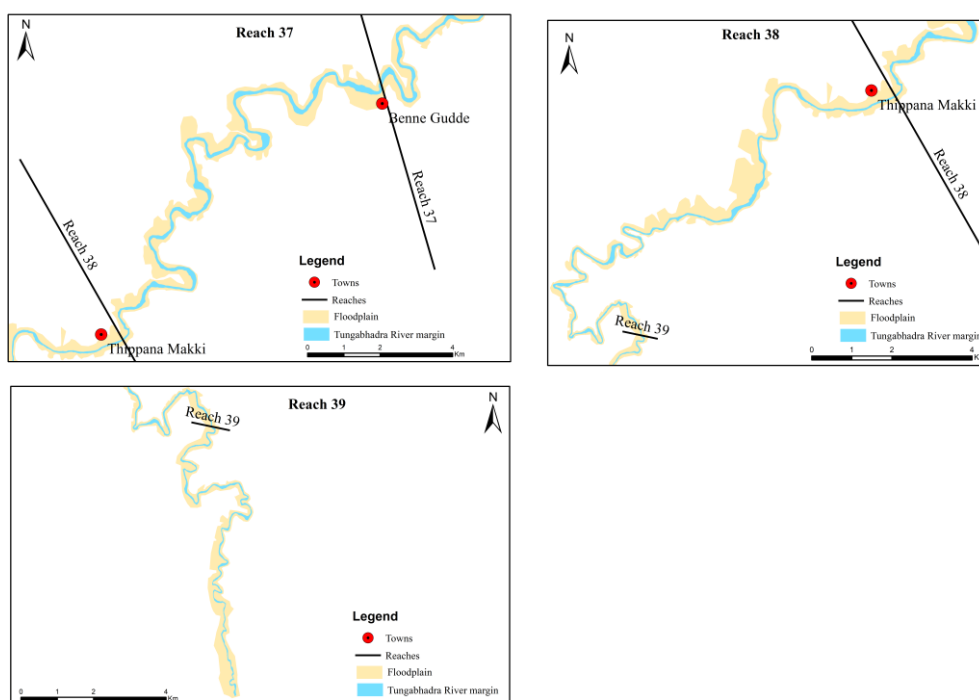 N
Reach 37
Benne Gudde
Reach 37
Reach 38
Thippana Makki
Legend
Towns
Reaches
Floodplain
Tungabhadra River margin
0 1 2 4
Km
N
Reach 38
Thippana Makki
Reach 38
Reach 39
Legend
Towns
Reaches
Floodplain
Tungabhadra River margin
0 1 2 4
Reach 39
N
Reach 39
Legend
Towns
Reaches
Floodplain
Tungabhadra River margin
0 1 2 4
Km